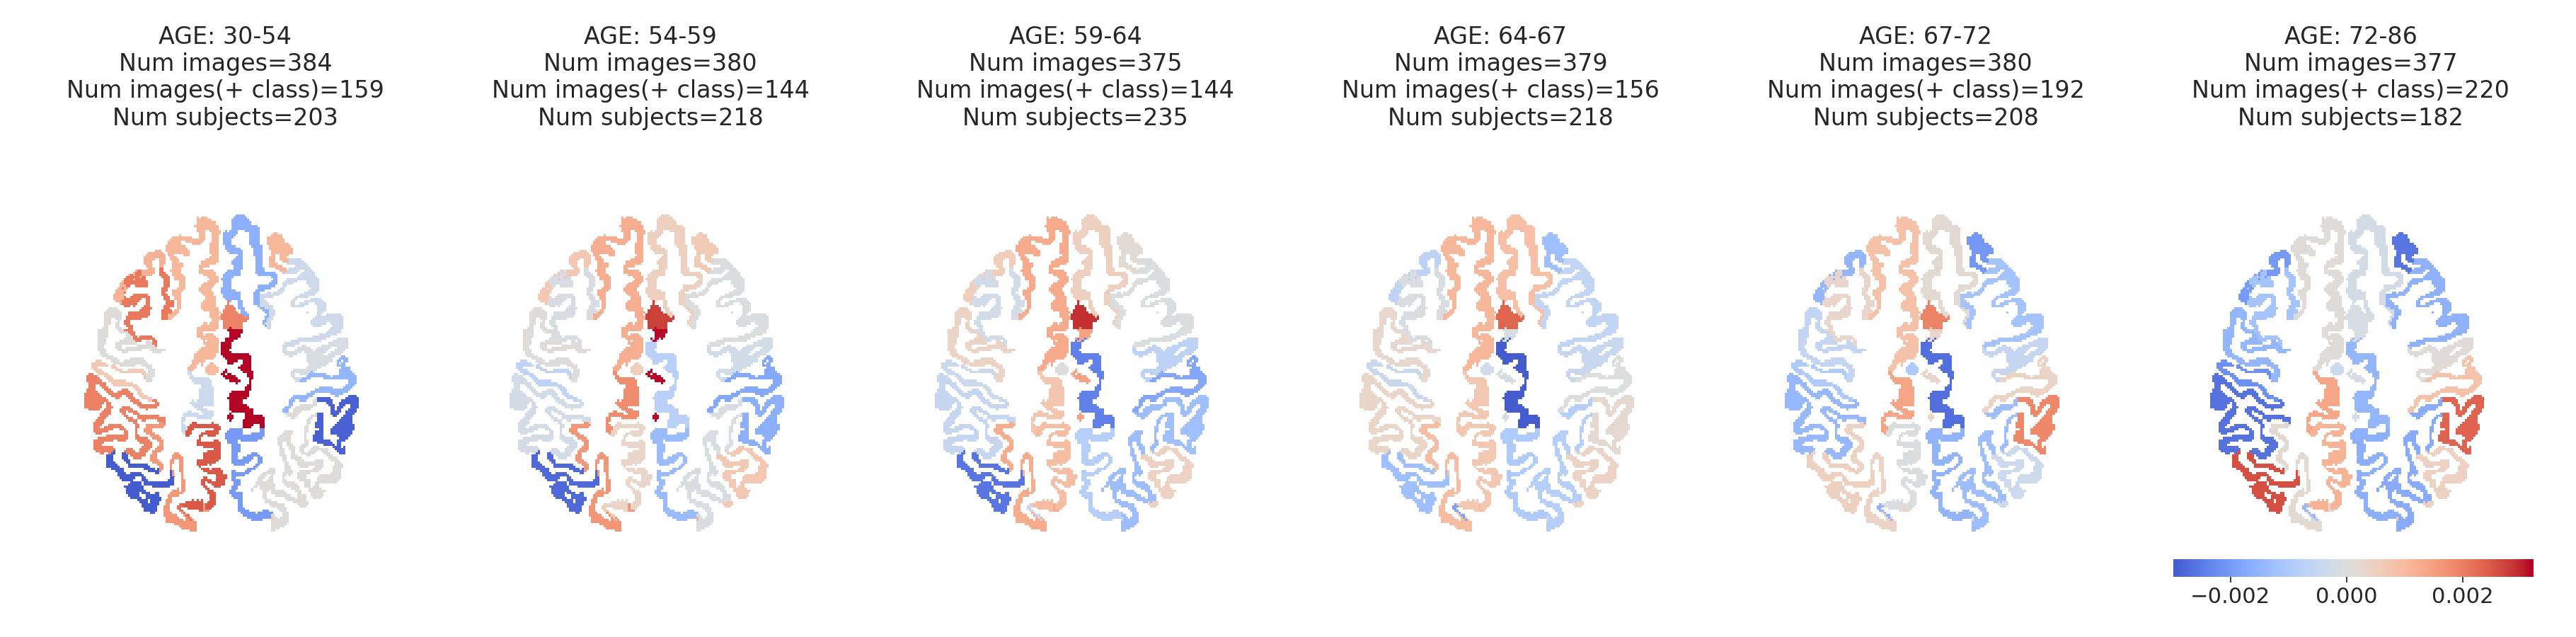 AGE: 30-54
Num images=384
Num images(+ class)=159
Num subjects=203
AGE: 54-59
Num images=380
Num images(+ class)=144
Num subjects=218
AGE: 59-64
Num images=375
Num images(+ class)=144
Num subjects=235
AGE: 64-67
Num images=379
Num images(+ class)=156
Num subjects=218
AGE: 67-72
Num images=380
Num images(+ class)=192
Num subjects=208
AGE: 72-86
Num images=377
Num images(+ class)=220
Num subjects=182
−0.002 0.000 0.002